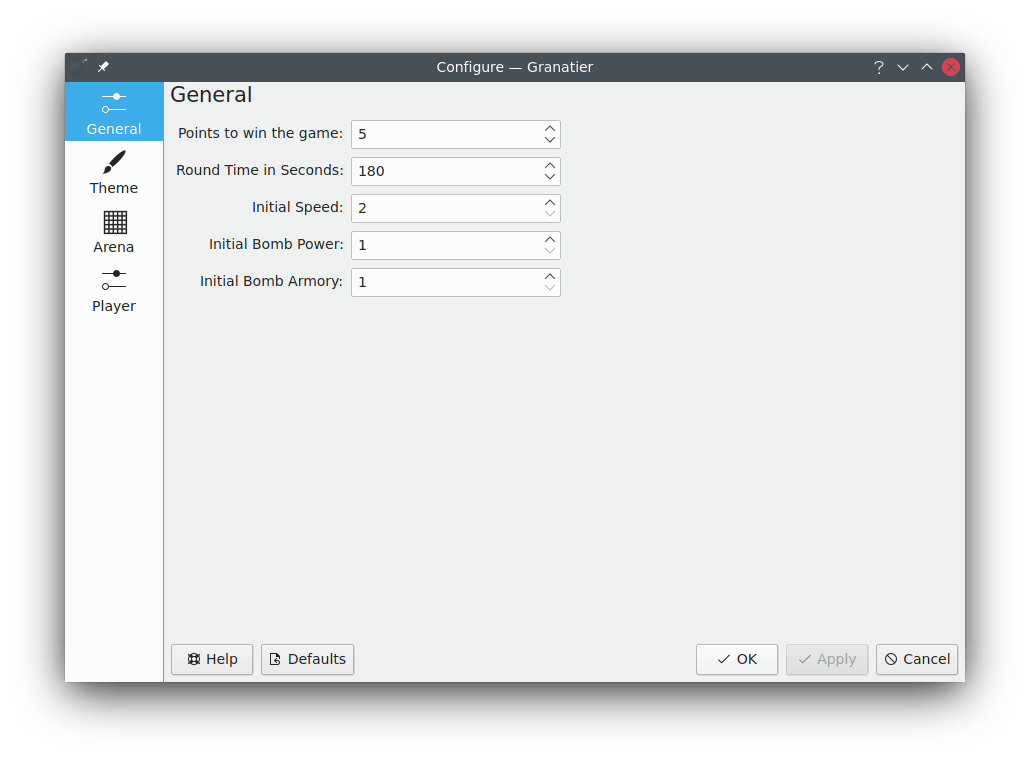 Configure — Granatier
?
General
Theme
Arena
Player
General
Points to win the game: 5
Round Time in Seconds: 180
Initial Speed: 2
Initial Bomb Power: 1
Initial Bomb Armory: 1
Help Defaults OK Apply Cancel